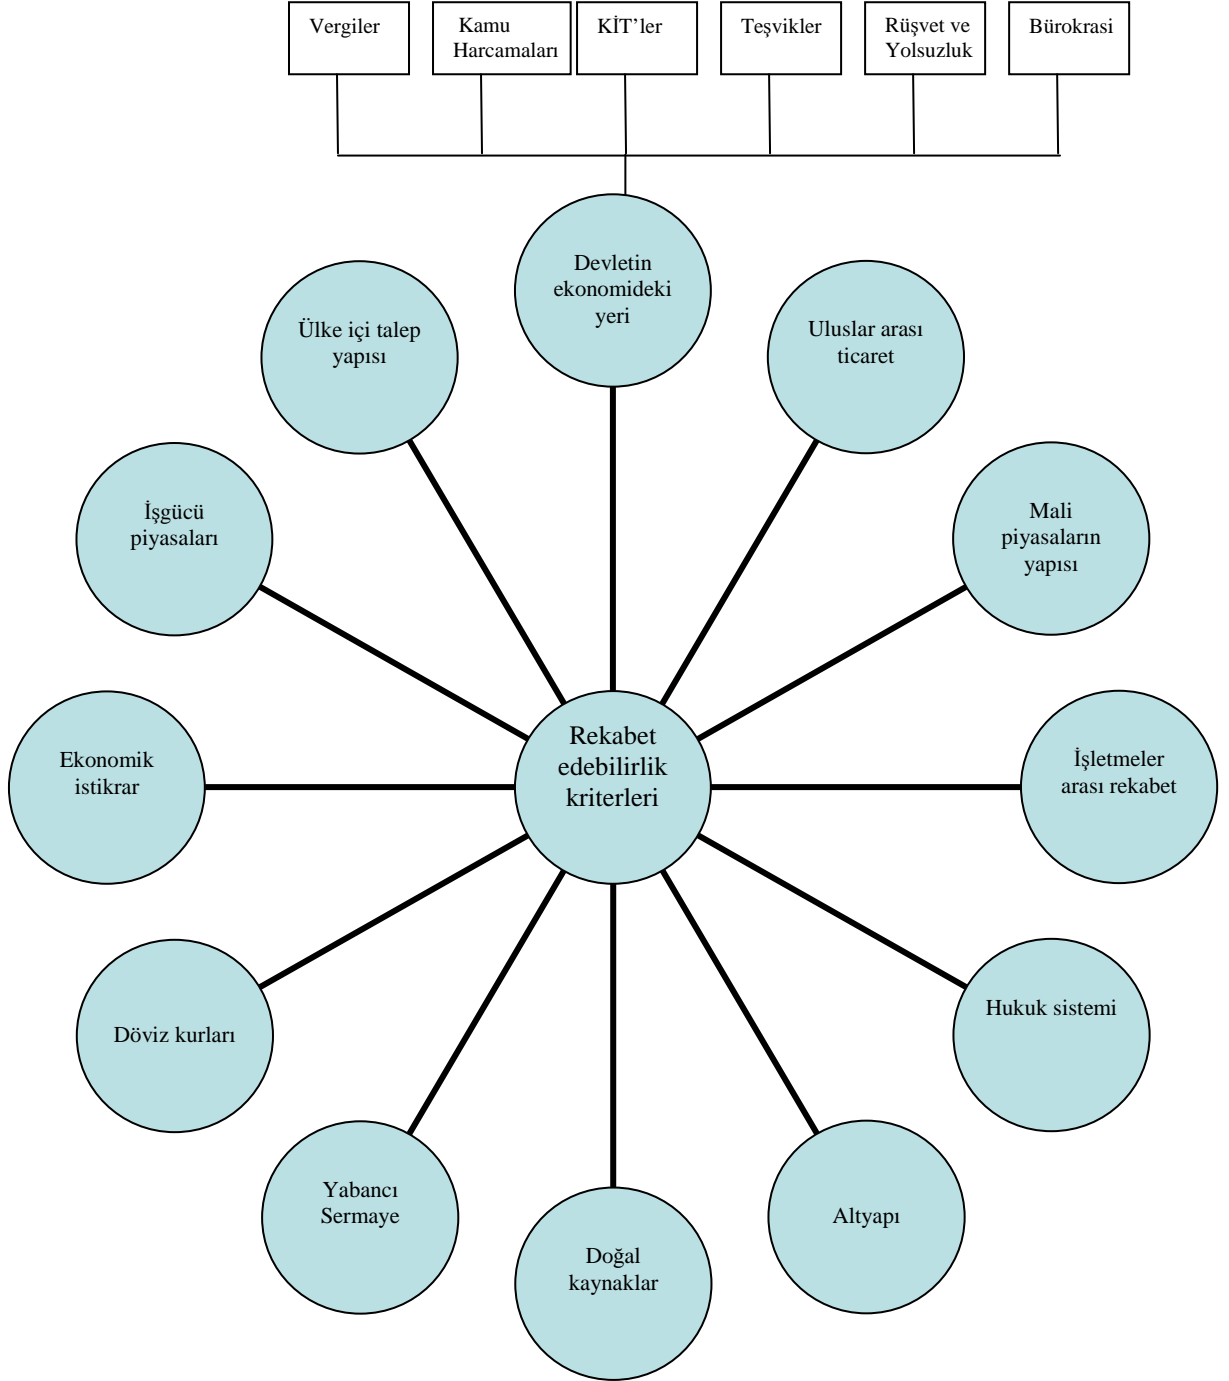 Vergiler
Kamu
Harcamaları
KİT’ler
Teşvikler
Rüşvet ve
Yolsuzluk
Bürokrasi
Devletin
ekonomideki
yeri
Ülke içi talep
yapısı
Uluslar arası
ticaret
İşgücü
piyasaları
Mali
piyasaların
yapısı
Rekabet
edebilirlik
kriterleri
Ekonomik
istikrar
İşletmeler
arası rekabet
Döviz kurları
Hukuk sistemi
Yabancı
Sermaye
Altyapı
Doğal
kaynaklar